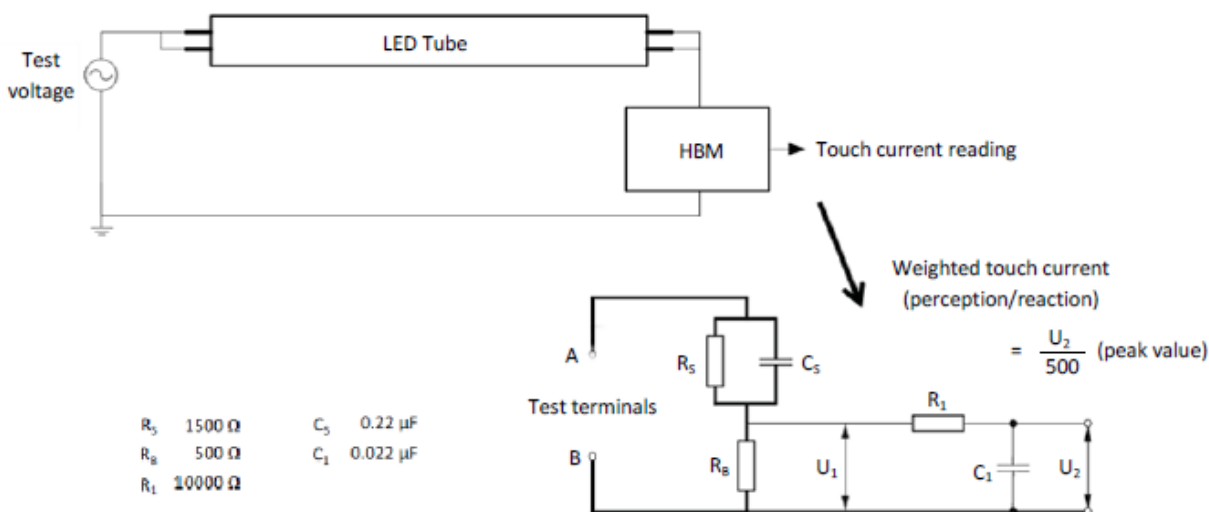 LED Tube
Test
voltage
HBM
Touch current reading
Weighted touch current
(perception/reaction)
= U₂/500 (peak value)
A
Rₛ
Cₛ
Test terminals
R₁
B
R_B
U₁
C₁
U₂
Rₛ 1500 Ω Cₛ 0.22 µF
R_B 500 Ω C₁ 0.022 µF
R₁ 10000 Ω